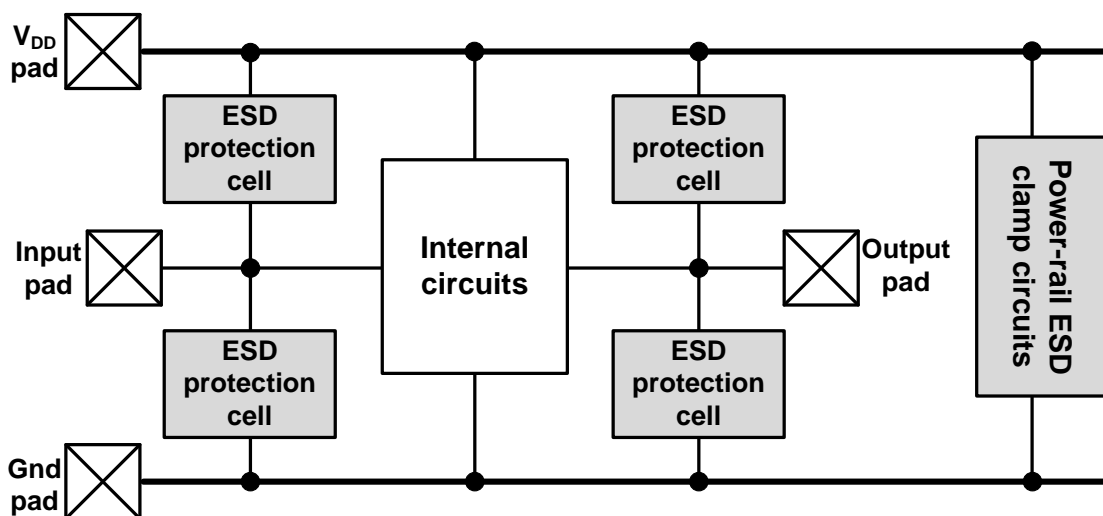 VDD
pad
ESD
protection
cell
ESD
protection
cell
Input
pad
Internal
circuits
Output
pad
Power-rail ESD
clamp circuits
ESD
protection
cell
ESD
protection
cell
Gnd
pad